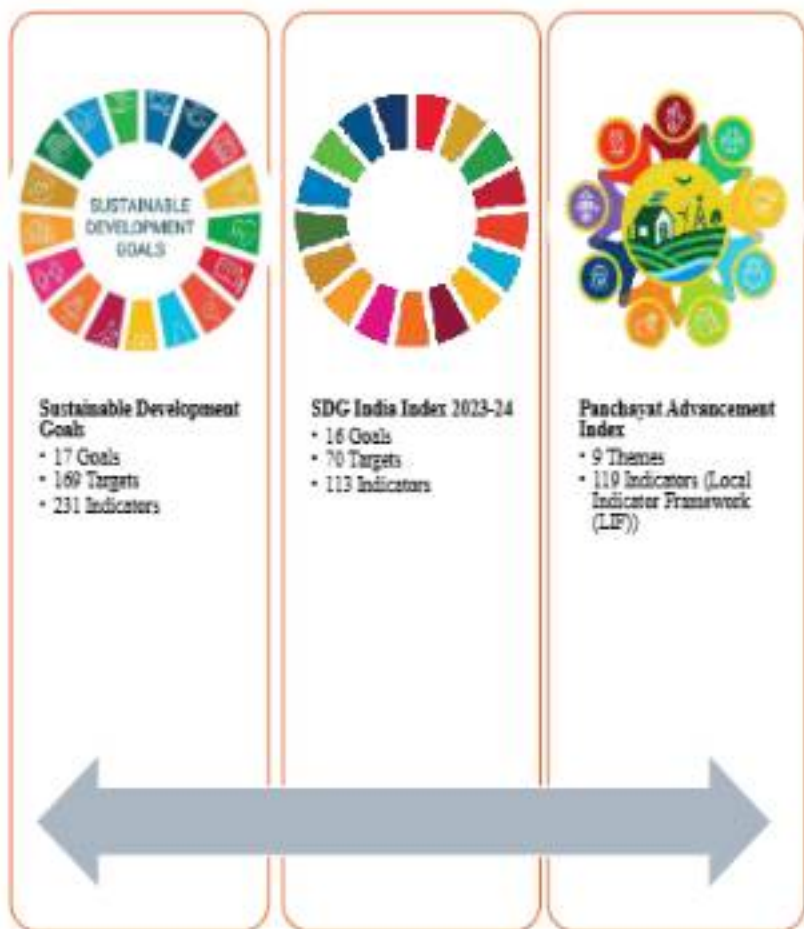 SUSTAINABLE
DEVELOPMENT
GOALS
Sustainable Development
Goals
• 17 Goals
• 169 Targets
• 231 Indicators
SDG India Index 2023-24
• 16 Goals
• 70 Targets
• 113 Indicators
Panchayat Advancement
Index
• 9 Themes
• 119 Indicators (Local
Indicator Framework
(LIF))